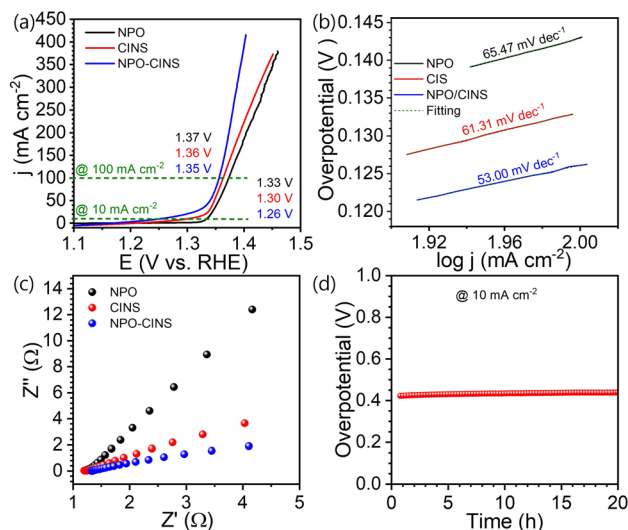 (a)
NPO
CINS
NPO-CINS
1.37 V
1.36 V
1.35 V
@ 100 mA cm-2
1.33 V
1.30 V
1.26 V
@ 10 mA cm-2
j (mA cm-2)
450
400
350
300
250
200
150
100
50
0
1.1 1.2 1.3 1.4 1.5
E (V vs. RHE)
(b)
65.47 mV dec-1
NPO
CIS
NPO/CINS
Fitting
61.31 mV dec-1
53.00 mV dec-1
Overpotential (V)
0.145
0.140
0.135
0.130
0.125
0.120
1.92 1.96 2.00
log j (mA cm-2)
(c)
NPO
CINS
NPO-CINS
Z" (Ω)
14
12
10
8
6
4
2
0
1 2 3 4 5
Z' (Ω)
(d)
@ 10 mA cm-2
Overpotential (V)
1.0
0.8
0.6
0.4
0.2
0.0
0 5 10 15 20
Time (h)